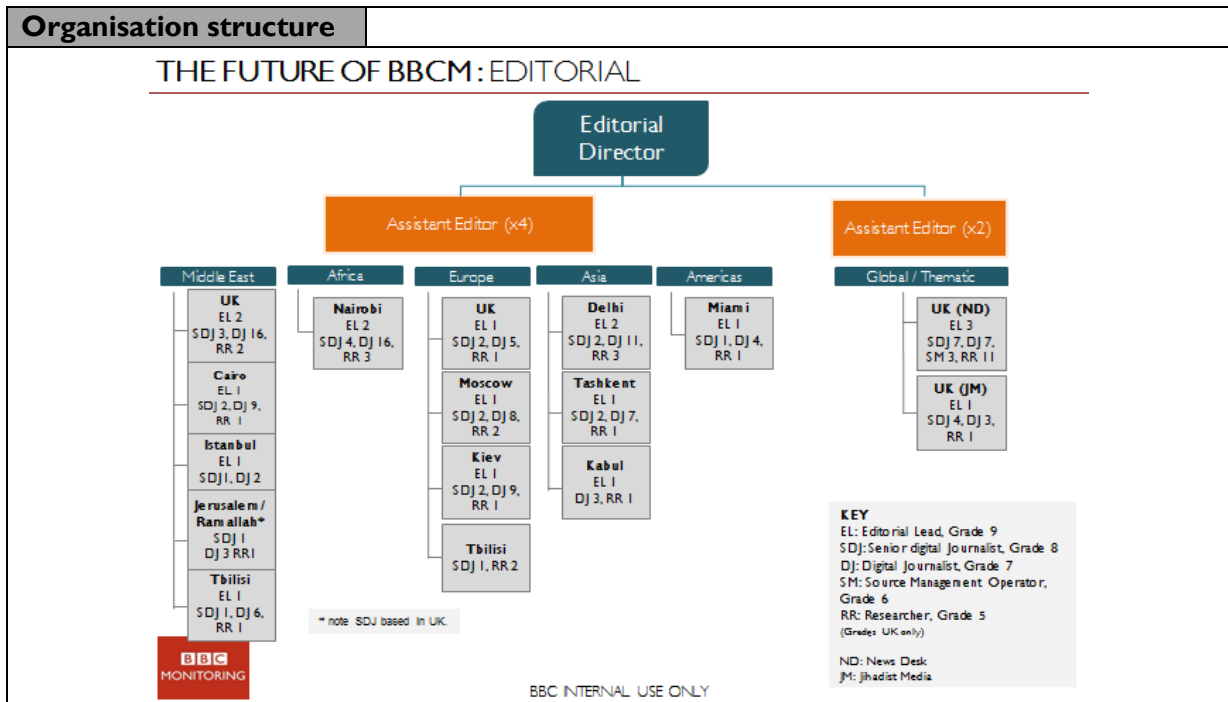 Organisation structure
THE FUTURE OF BBCM: EDITORIAL
Editorial
Director
Assistant Editor (x4)
Assistant Editor (x2)
Middle East
Africa
Europe
Asia
Americas
Global / Thematic
UK
EL 2
SDJ 3, DJ 16,
RR 2
Cairo
EL 1
SDJ 2, DJ 9,
RR 1
Istanbul
EL 1
SDJ1, DJ 2
Jerusalem/
Ramallah*
SDJ 1
DJ 3 RR1
Tbilisi
EL 1
SDJ 1, DJ 6,
RR 1
Nairobi
EL 2
SDJ 4, DJ 16,
RR 3
UK
EL 1
SDJ 2, DJ 5,
RR 1
Moscow
EL 1
SDJ 2, DJ 8,
RR 2
Kiev
EL 1
SDJ 2, DJ 9,
RR 1
Tbilisi
SDJ 1, RR 2
Delhi
EL 2
SDJ 2, DJ 11,
RR 3
Tashkent
EL 1
SDJ 2, DJ 7,
RR 1
Kabul
EL 1
DJ 3, RR 1
Miami
EL 1
SDJ 1, DJ 4,
RR 1
UK (ND)
EL 3
SDJ 7, DJ 7,
SM 3, RR 11
UK (JM)
EL 1
SDJ 4, DJ 3,
RR 1
* note SDJ based in UK.
KEY
EL: Editorial Lead, Grade 9
SDJ: Senior digital Journalist, Grade 8
DJ: Digital Journalist, Grade 7
SM: Source Management Operator,
Grade 6
RR: Researcher, Grade 5
(Grades UK only)
ND: News Desk
JM: Jihadist Media
BBC
MONITORING
BBC INTERNAL USE ONLY